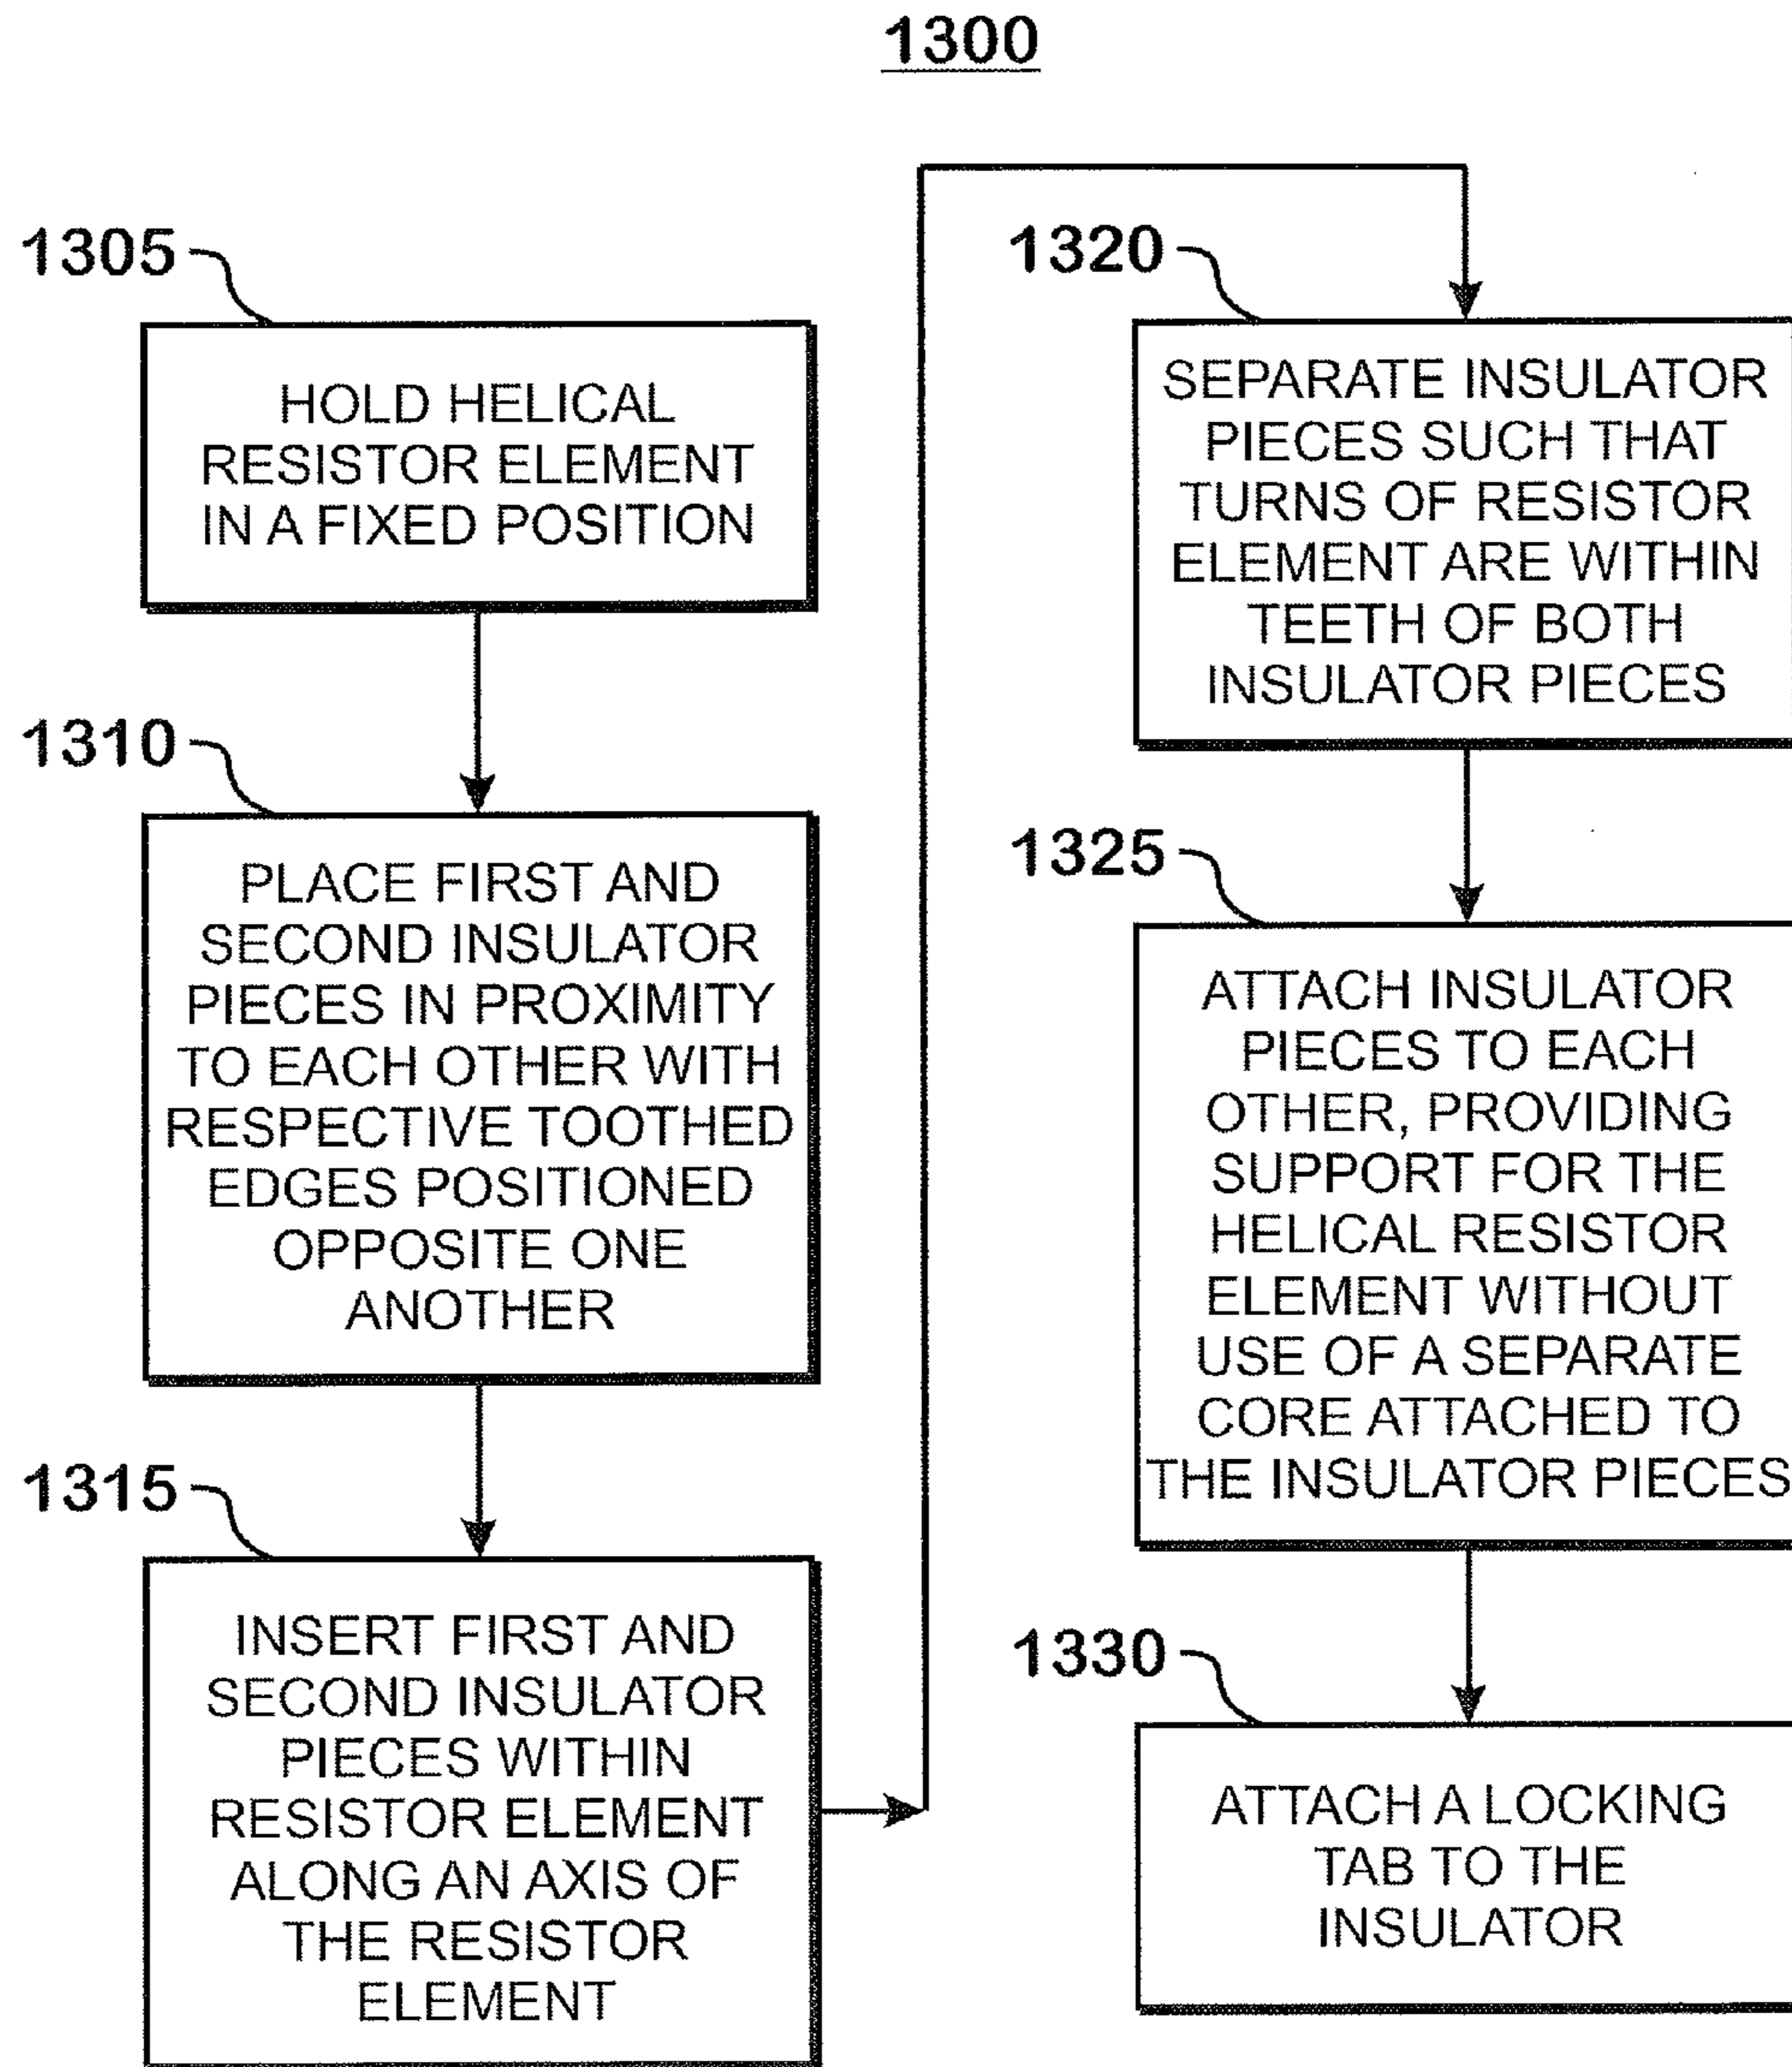 1300
1305
HOLD HELICAL
RESISTOR ELEMENT
IN A FIXED POSITION
1310
PLACE FIRST AND
SECOND INSULATOR
PIECES IN PROXIMITY
TO EACH OTHER WITH
RESPECTIVE TOOTHED
EDGES POSITIONED
OPPOSITE ONE
ANOTHER
1315
INSERT FIRST AND
SECOND INSULATOR
PIECES WITHIN
RESISTOR ELEMENT
ALONG AN AXIS OF
THE RESISTOR
ELEMENT
1320
SEPARATE INSULATOR
PIECES SUCH THAT
TURNS OF RESISTOR
ELEMENT ARE WITHIN
TEETH OF BOTH
INSULATOR PIECES
1325
ATTACH INSULATOR
PIECES TO EACH
OTHER, PROVIDING
SUPPORT FOR THE
HELICAL RESISTOR
ELEMENT WITHOUT
USE OF A SEPARATE
CORE ATTACHED TO
THE INSULATOR PIECES
1330
ATTACH A LOCKING
TAB TO THE
INSULATOR